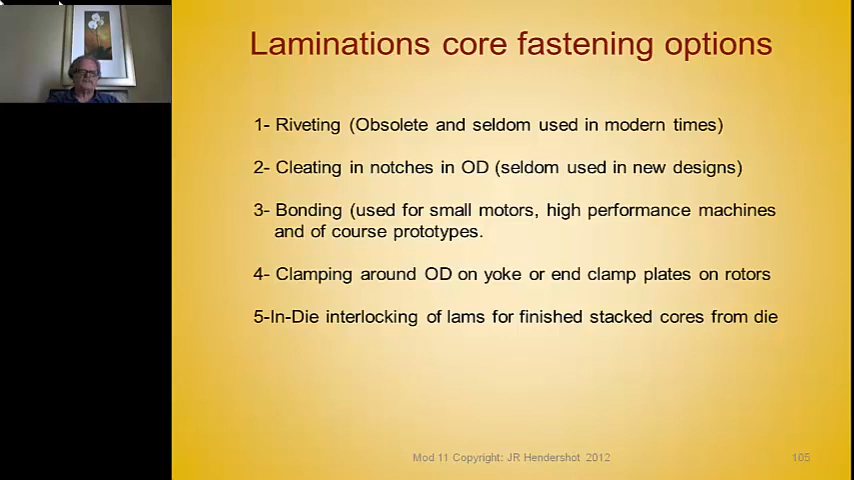 Laminations core fastening options
1- Riveting (Obsolete and seldom used in modern times)
2- Cleating in notches in OD (seldom used in new designs)
3- Bonding (used for small motors, high performance machines
and of course prototypes.
4- Clamping around OD on yoke or end clamp plates on rotors
5-In-Die interlocking of lams for finished stacked cores from die
Mod 11 Copyright: JR Hendershot 2012
105